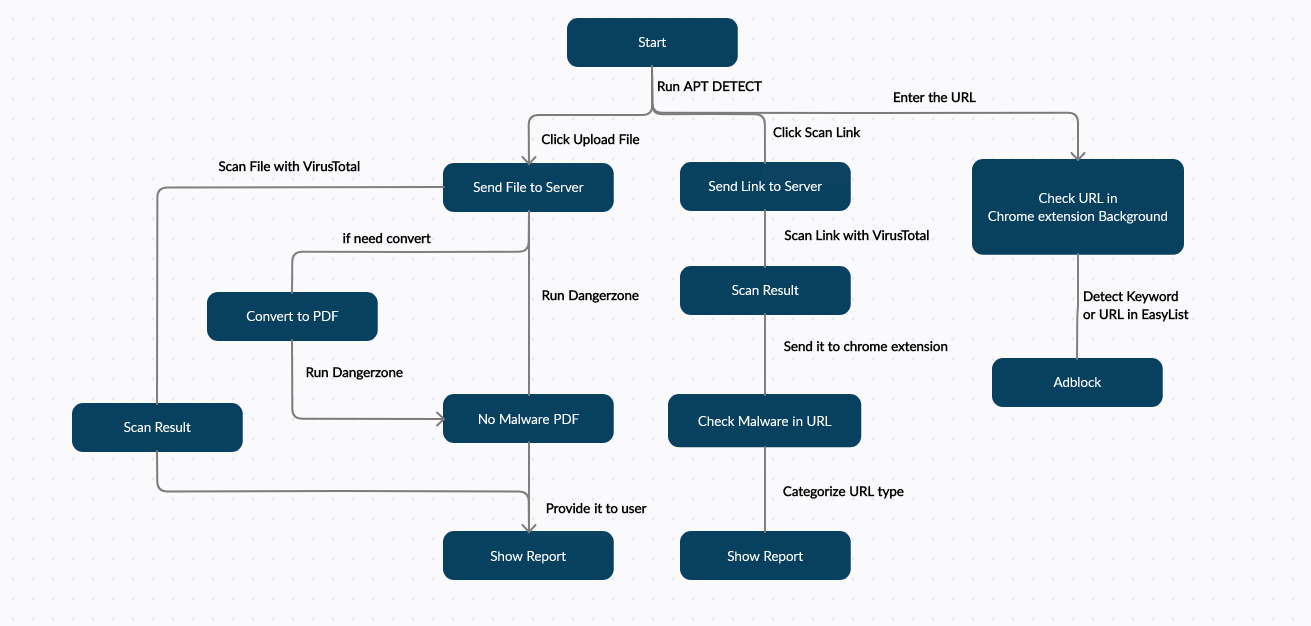 Start
Run APT DETECT
Enter the URL
Click Upload File
Click Scan Link
Scan File with VirusTotal
Send File to Server
Send Link to Server
Check URL in
Chrome extension Background
if need convert
Scan Link with VirusTotal
Run Dangerzone
Scan Result
Convert to PDF
Detect Keyword
or URL in EasyList
Send it to chrome extension
Run Dangerzone
Adblock
Scan Result
No Malware PDF
Check Malware in URL
Categorize URL type
Provide it to user
Show Report
Show Report